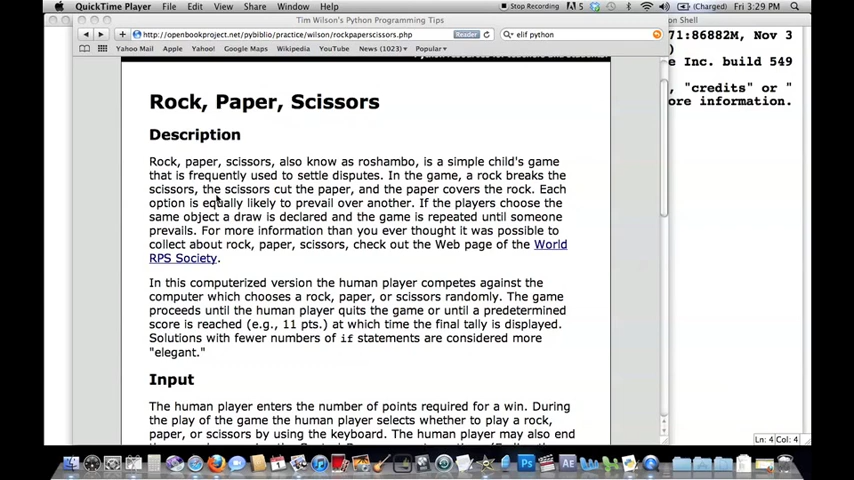 QuickTime Player File Edit View Share Window Help Stop Recording 5 (Charged) Fri 3:29 PM
Tim Wilson's Python Programming Tips
on Shell
http://openbookproject.net/pybiblio/practice/wilson/rockpaperscissors.php Reader elif python
71:86882M, Nov 3
Yahoo Mail Apple Yahoo! Google Maps Wikipedia YouTube News (1023) Popular
)
e Inc. build 549
, "credits" or "
ore information.
Rock, Paper, Scissors
Description
Rock, paper, scissors, also know as roshambo, is a simple child's game
that is frequently used to settle disputes. In the game, a rock breaks the
scissors, the scissors cut the paper, and the paper covers the rock. Each
option is equally likely to prevail over another. If the players choose the
same object a draw is declared and the game is repeated until someone
prevails. For more information than you ever thought it was possible to
collect about rock, paper, scissors, check out the Web page of the World
RPS Society.
In this computerized version the human player competes against the
computer which chooses a rock, paper, or scissors randomly. The game
proceeds until the human player quits the game or until a predetermined
score is reached (e.g., 11 pts.) at which time the final tally is displayed.
Solutions with fewer numbers of if statements are considered more
"elegant."
Input
The human player enters the number of points required for a win. During
the play of the game the human player selects whether to play a rock,
paper, or scissors by using the keyboard. The human player may also end
Ln: 4 Col: 4